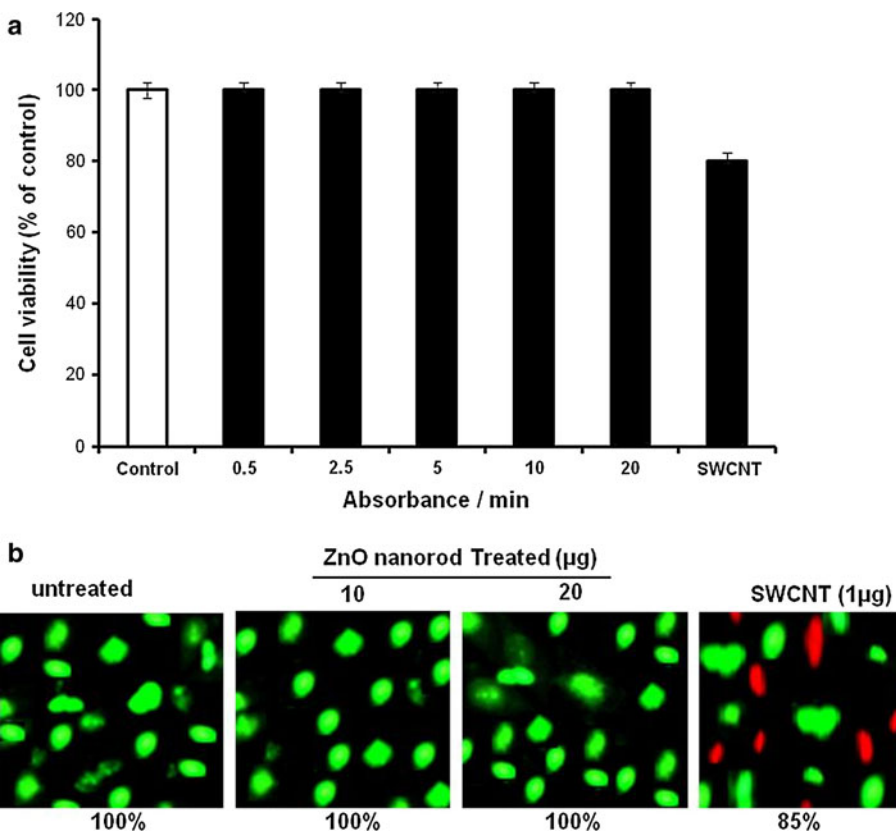 a
120
100
80
60
40
20
0
Cell viability (% of control)
Control 0.5 2.5 5 10 20 SWCNT
Absorbance / min
b
ZnO nanorod Treated (µg)
untreated 10 20 SWCNT (1µg)
100% 100% 100% 85%